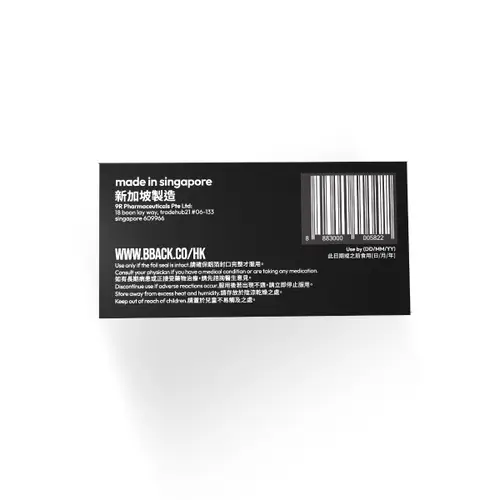 made in singapore
新加坡製造
9R Pharmaceuticals Pte Ltd:
18 boon lay way, tradehub21 #06-133
singapore 609966
WWW.BBACK.CO/HK
Use only if the foil seal is intact.請確保鋁箔封口完整才服用。
Consult your physician if you have a medical condition or are taking any medication.
如有長期病患或正接受藥物治療，請先諮詢醫生意見。
Discontinue use if adverse reactions occur.服用後若出現不適，請立即停止服用。
Store away from excess heat and humidity.請存放於陰涼乾燥之處。
Keep out of reach of children.請置於兒童不易觸及之處。
8 883000 005822
Use by (DD/MM/YY)
此日期或之前食用(日/月/年)